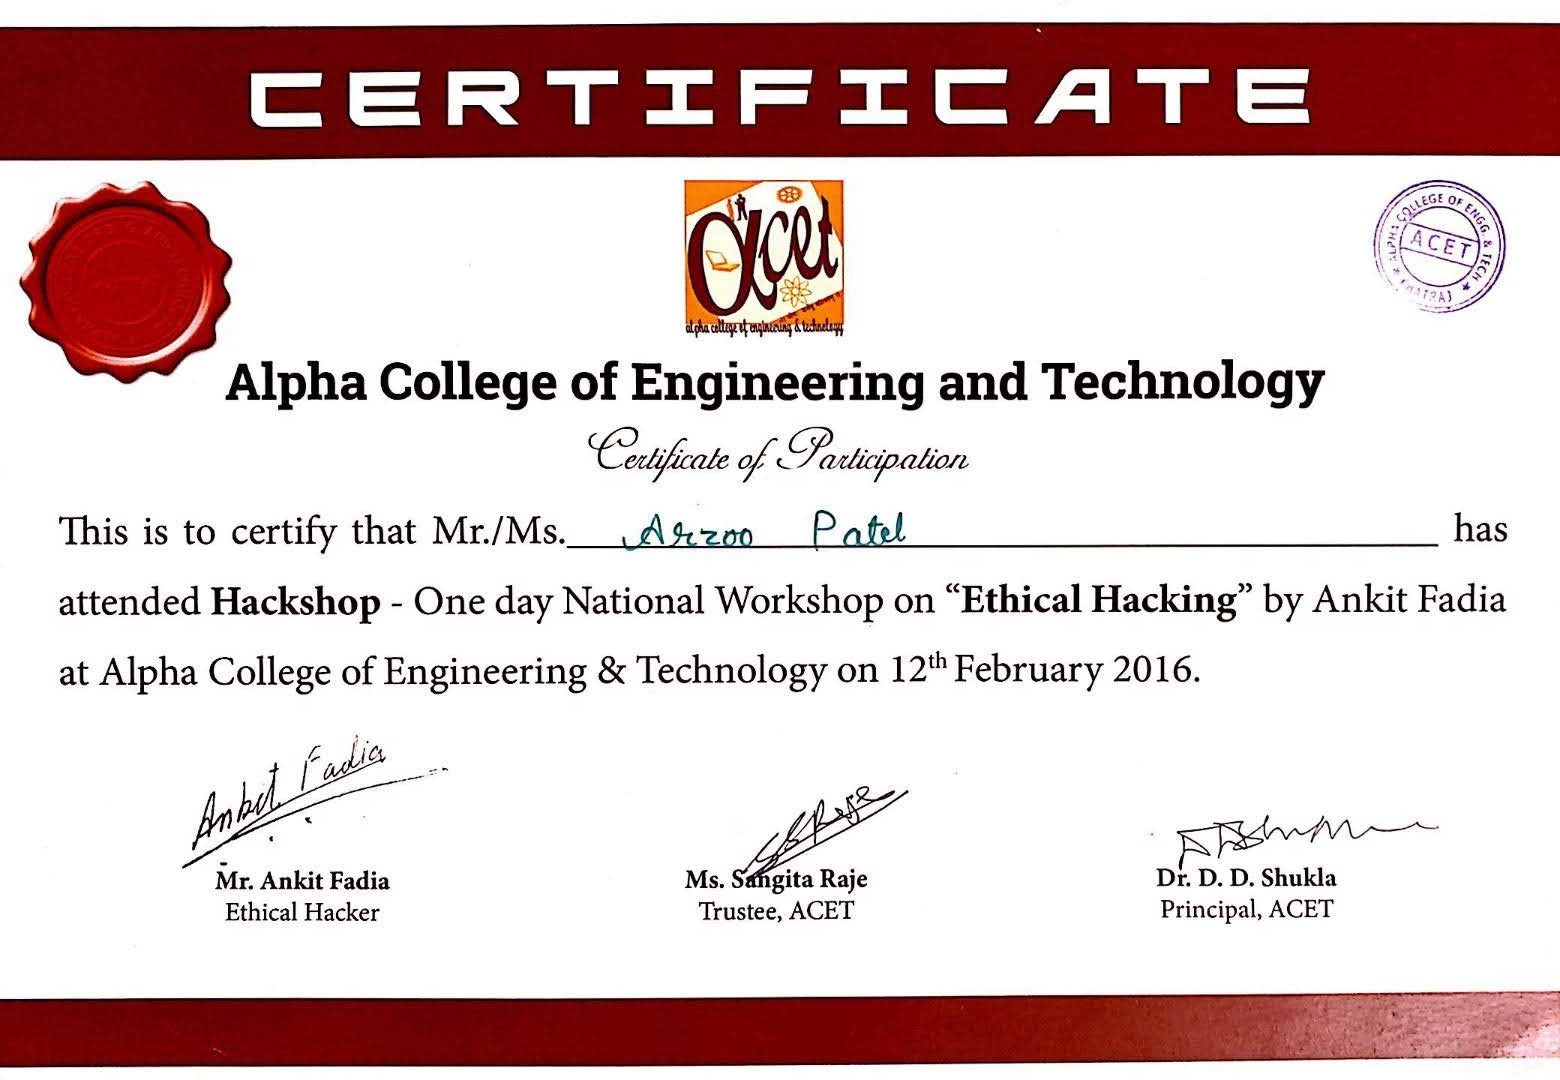 CERTIFICATE
acet
alpha college of engineering & technology
ALPHA COLLEGE OF ENGG. & TECH
ACET
KHATRAJ
Alpha College of Engineering and Technology
Certificate of Participation
This is to certify that Mr./Ms. Arzoo Patel has
attended Hackshop - One day National Workshop on “Ethical Hacking” by Ankit Fadia
at Alpha College of Engineering & Technology on 12th February 2016.
Ankit Fadia
Mr. Ankit Fadia
Ethical Hacker
Ms. Sangita Raje
Trustee, ACET
Dr. D. D. Shukla
Principal, ACET